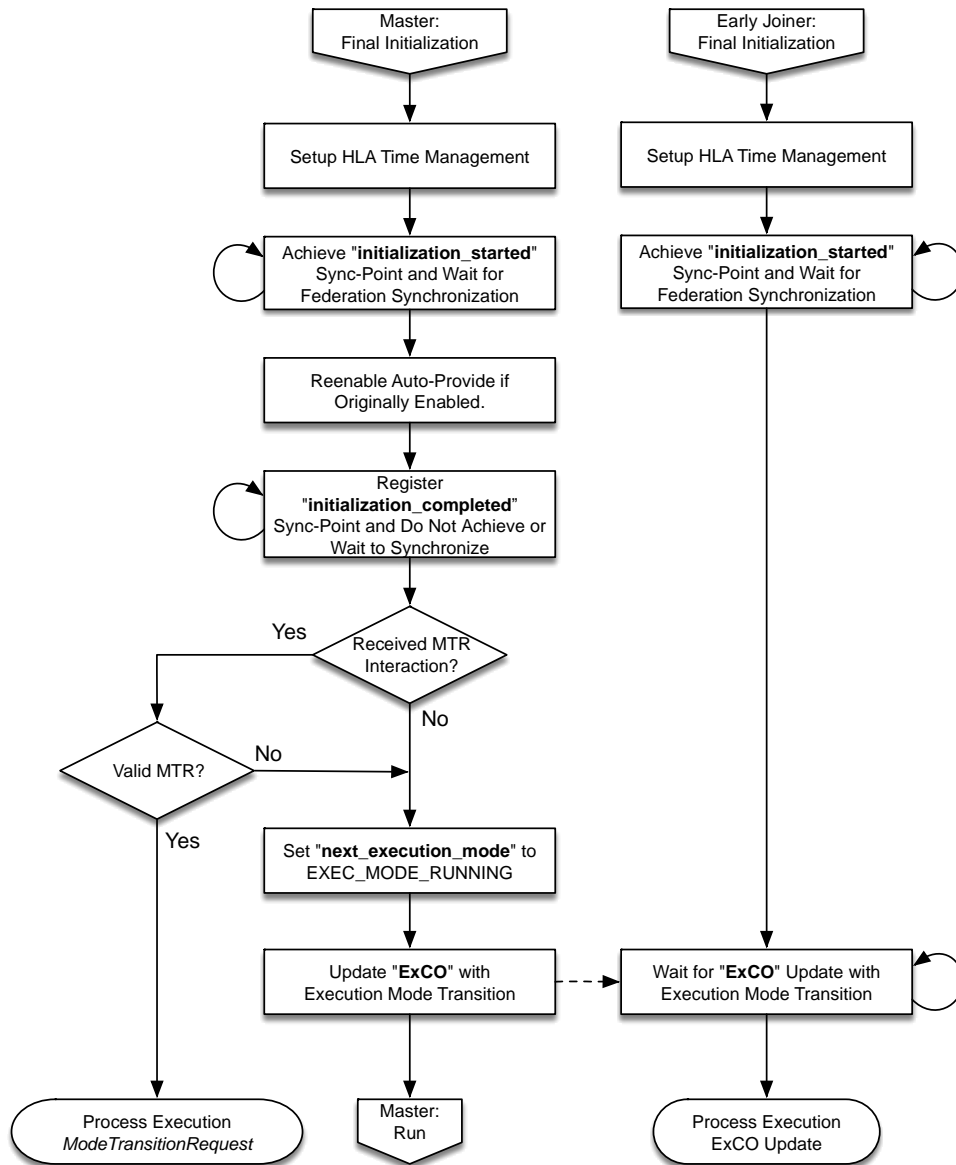 Master:
Final Initialization
Early Joiner:
Final Initialization
Setup HLA Time Management
Setup HLA Time Management
Achieve "initialization_started"
Sync-Point and Wait for
Federation Synchronization
Achieve "initialization_started"
Sync-Point and Wait for
Federation Synchronization
Reenable Auto-Provide if
Originally Enabled.
Register
"initialization_completed"
Sync-Point and Do Not Achieve or
Wait to Synchronize
Yes
Received MTR
Interaction?
No
Valid MTR?
No
Yes
Set "next_execution_mode" to
EXEC_MODE_RUNNING
Update "ExCO" with
Execution Mode Transition
Wait for "ExCO" Update with
Execution Mode Transition
Process Execution
ModeTransitionRequest
Master:
Run
Process Execution
ExCO Update